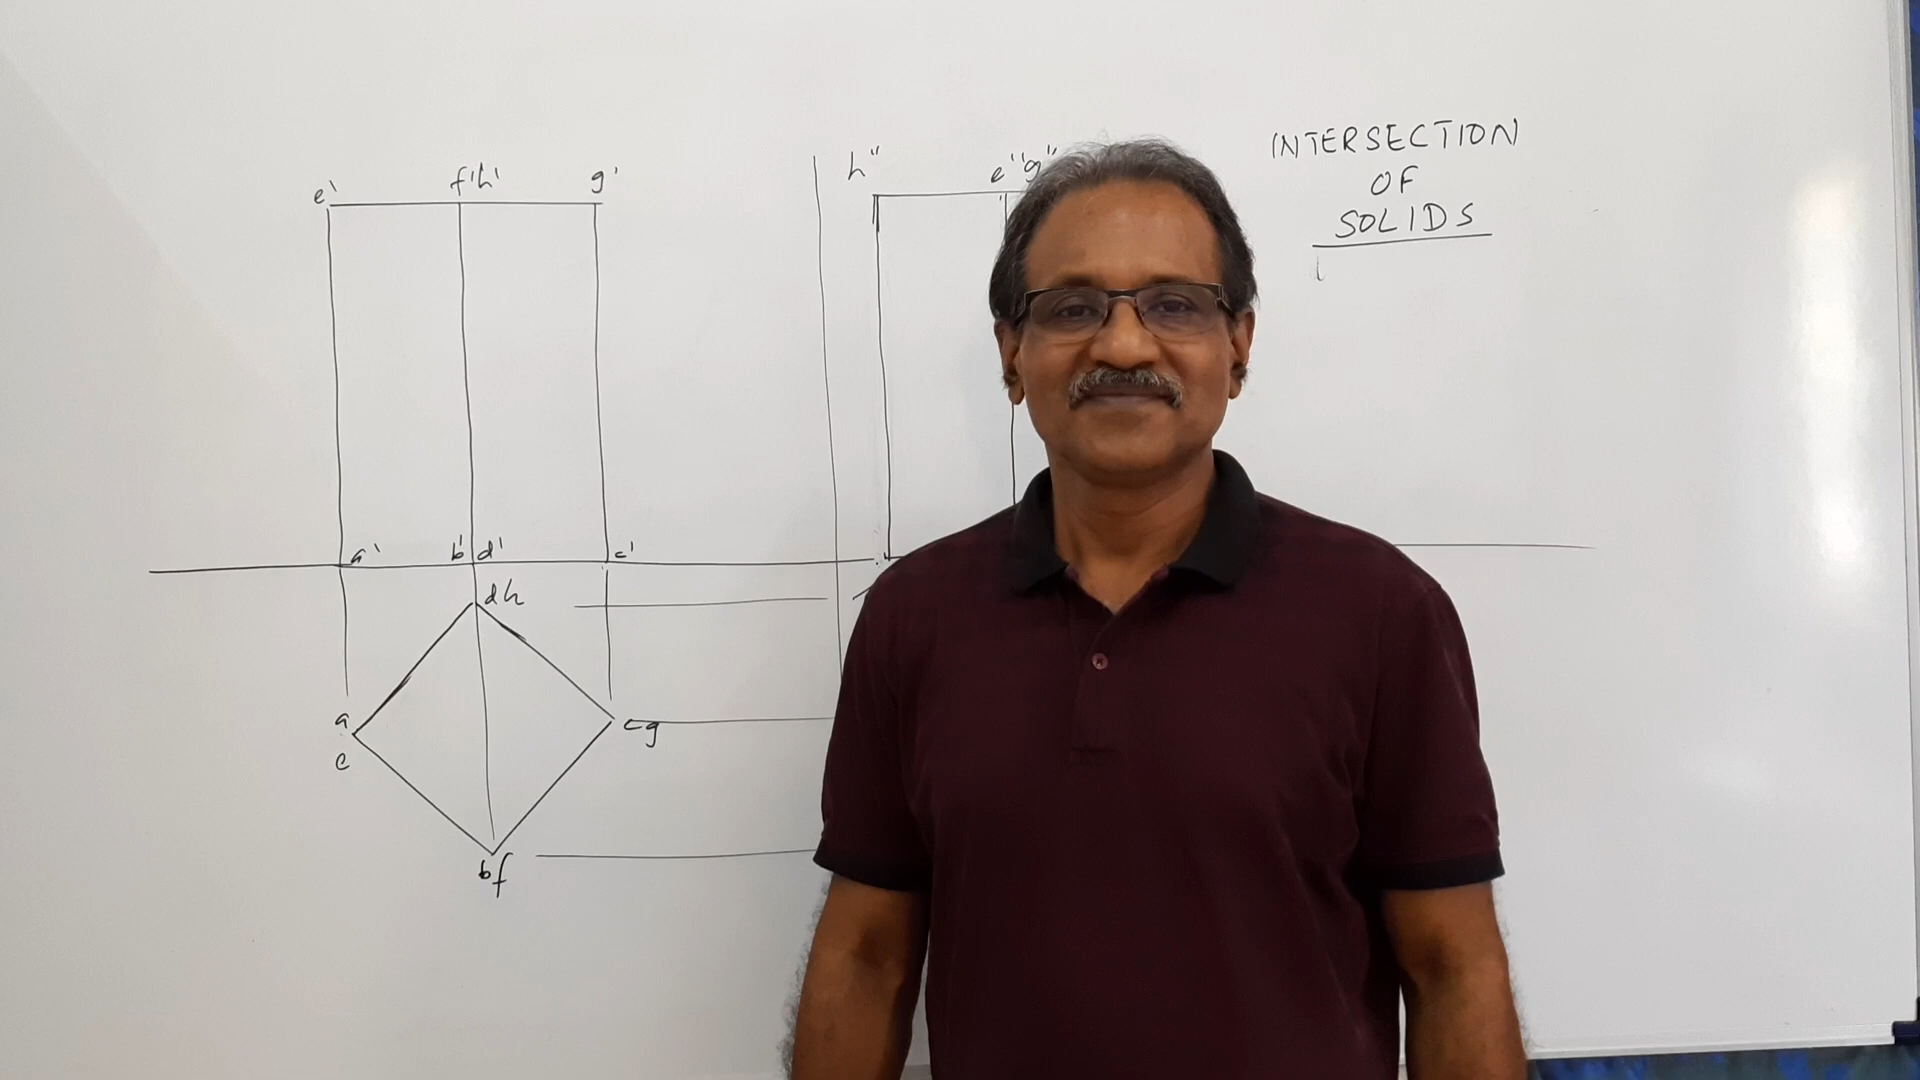 e' f'h' g'
a' b' d' c'
dh
a
e
cg
bf
h" e"g"
INTERSECTION
OF
SOLIDS